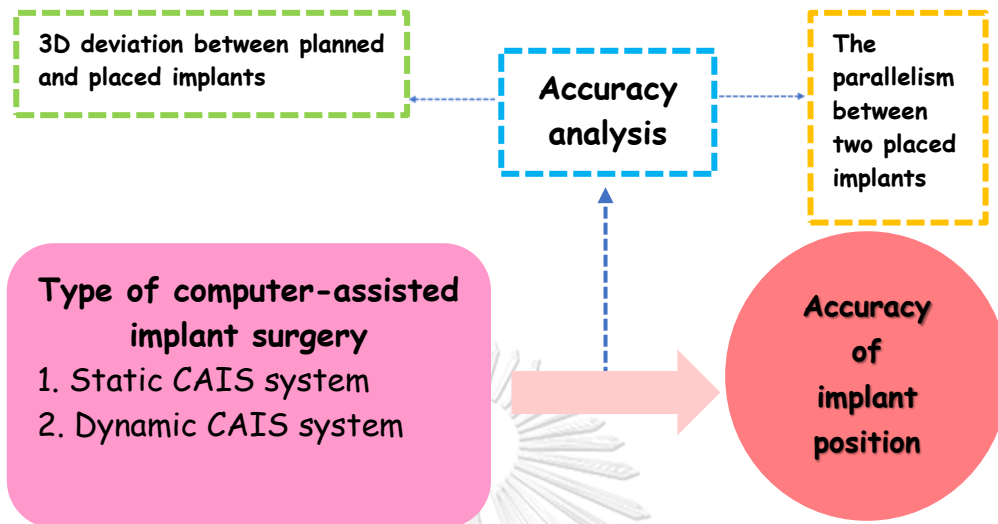 3D deviation between planned
and placed implants
Accuracy
analysis
The
parallelism
between
two placed
implants
Type of computer-assisted
implant surgery
1. Static CAIS system
2. Dynamic CAIS system
Accuracy
of
implant
position